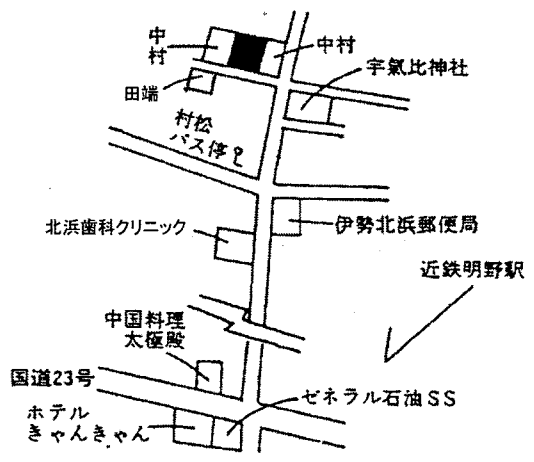 中
村
中村
宇氣比神社
田端
村松
バス停
伊勢北浜郵便局
北浜歯科クリニック
近鉄明野駅
中国料理
太極殿
国道23号
ゼネラル石油SS
ホテル
きゃんきゃん